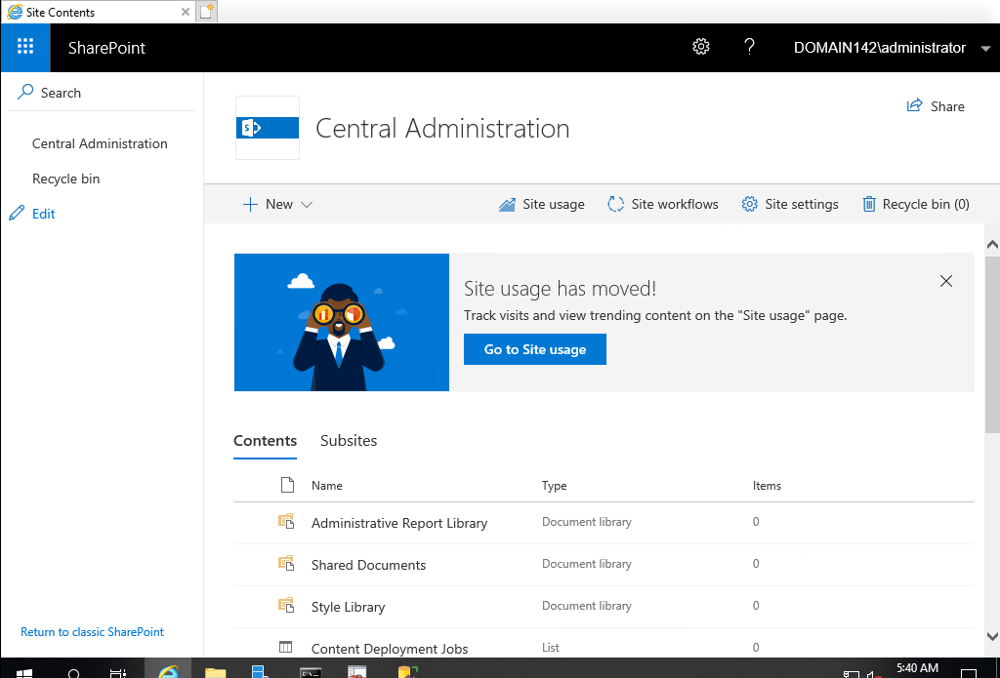 Site Contents
SharePoint
DOMAIN142\administrator
Search
Central Administration
Recycle bin
Edit
Return to classic SharePoint
Central Administration
Share
New
Site usage
Site workflows
Site settings
Recycle bin (0)
Site usage has moved!
Track visits and view trending content on the "Site usage" page.
Go to Site usage
Contents Subsites
Name Type Items
Administrative Report Library Document library 0
Shared Documents Document library 0
Style Library Document library 0
Content Deployment Jobs List 0
5:40 AM